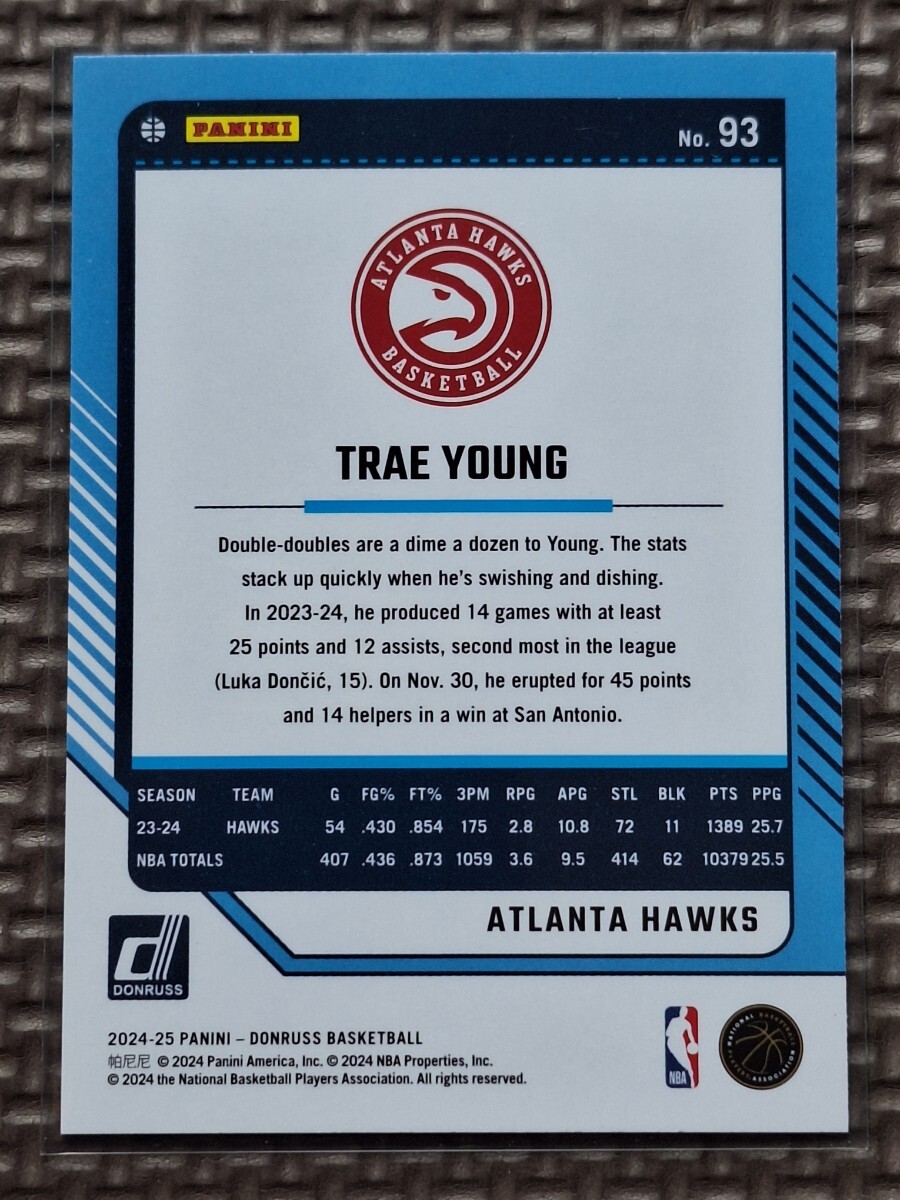 PANINI
No. 93
ATLANTA HAWKS
BASKETBALL
TRAE YOUNG
Double-doubles are a dime a dozen to Young. The stats
stack up quickly when he's swishing and dishing.
In 2023-24, he produced 14 games with at least
25 points and 12 assists, second most in the league
(Luka Dončić, 15). On Nov. 30, he erupted for 45 points
and 14 helpers in a win at San Antonio.
SEASON TEAM G FG% FT% 3PM RPG APG STL BLK PTS PPG
23-24 HAWKS 54 .430 .854 175 2.8 10.8 72 11 1389 25.7
NBA TOTALS 407 .436 .873 1059 3.6 9.5 414 62 10379 25.5
ATLANTA HAWKS
DONRUSS
2024-25 PANINI – DONRUSS BASKETBALL
帕尼尼 © 2024 Panini America, Inc. © 2024 NBA Properties, Inc.
© 2024 the National Basketball Players Association. All rights reserved.
NBA
NATIONAL BASKETBALL
PLAYERS ASSOCIATION